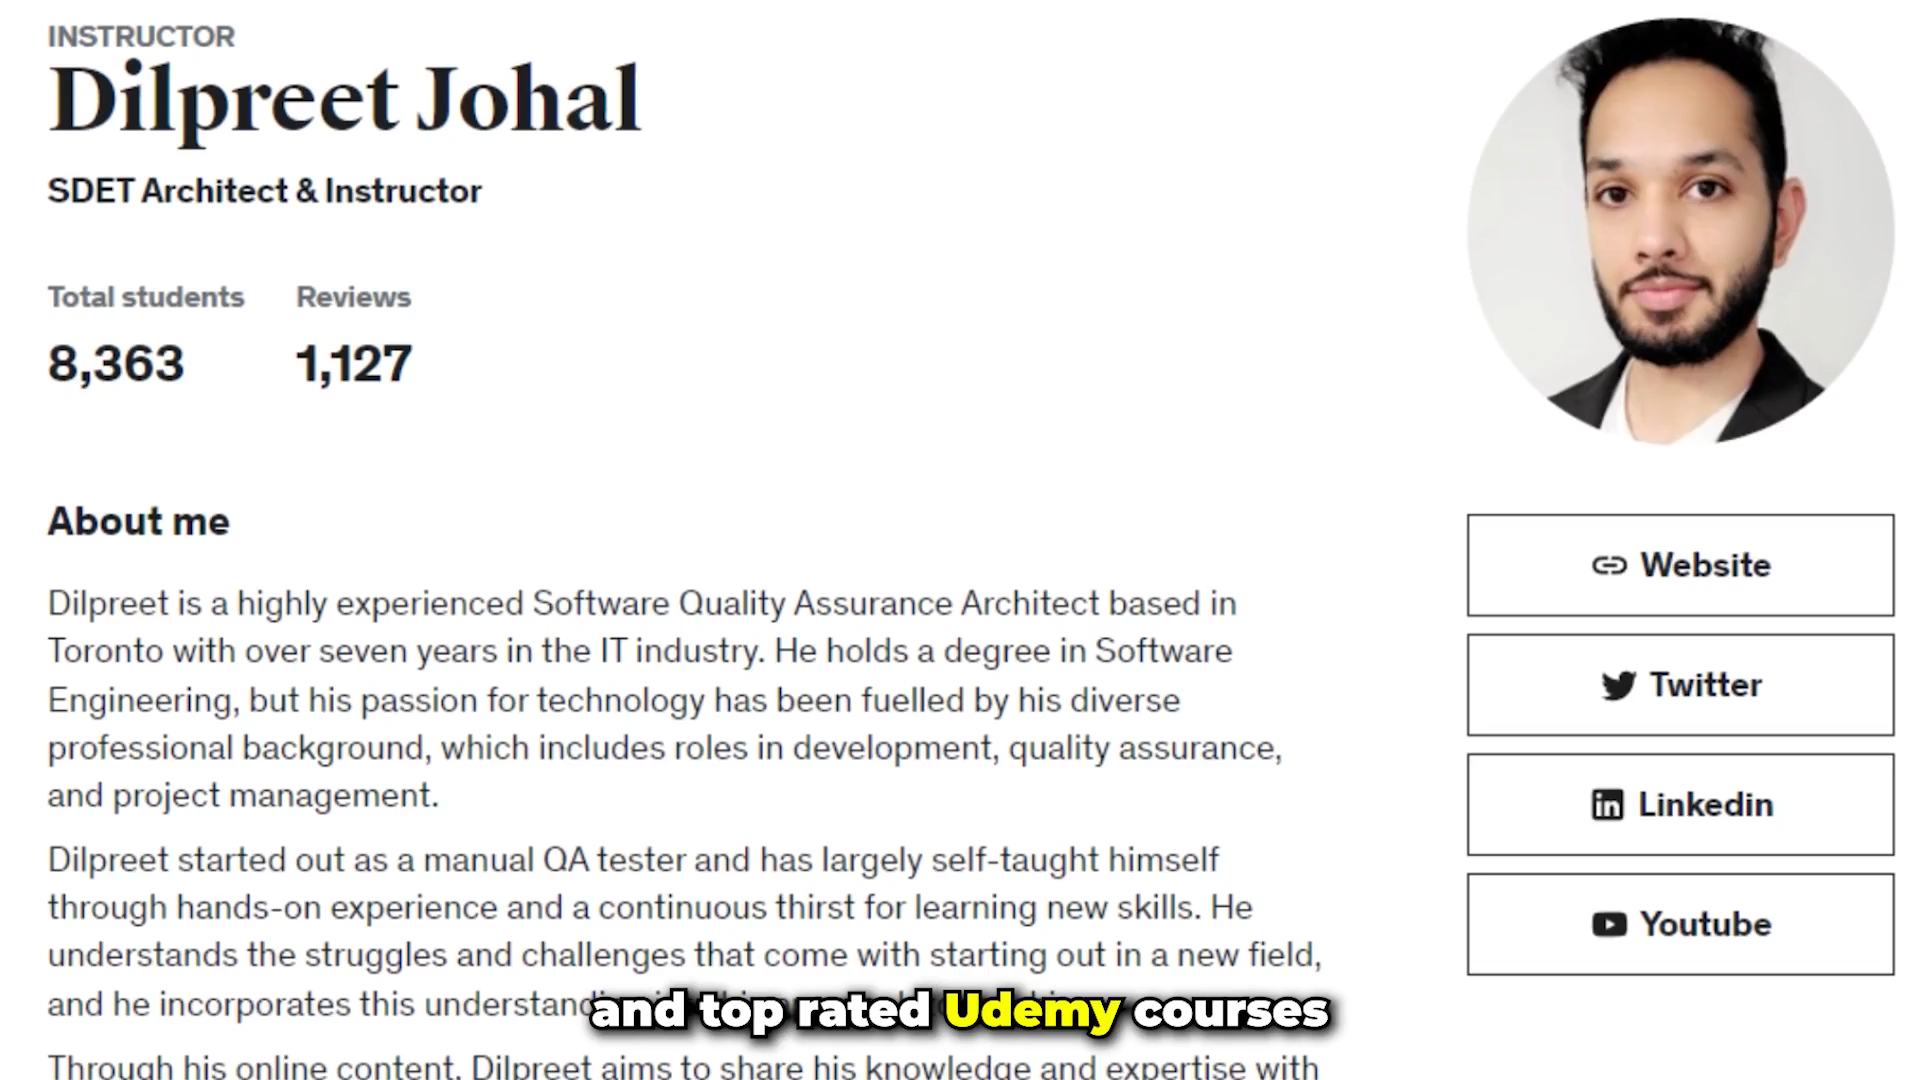 INSTRUCTOR
Dilpreet Johal
SDET Architect & Instructor
Total students Reviews
8,363 1,127
About me
Dilpreet is a highly experienced Software Quality Assurance Architect based in
Toronto with over seven years in the IT industry. He holds a degree in Software
Engineering, but his passion for technology has been fuelled by his diverse
professional background, which includes roles in development, quality assurance,
and project management.
Dilpreet started out as a manual QA tester and has largely self-taught himself
through hands-on experience and a continuous thirst for learning new skills. He
understands the struggles and challenges that come with starting out in a new field,
and he incorporates this
and top rated Udemy courses
Through his online content, Dilpreet aims to share his knowledge and expertise with
Website
Twitter
Linkedin
Youtube